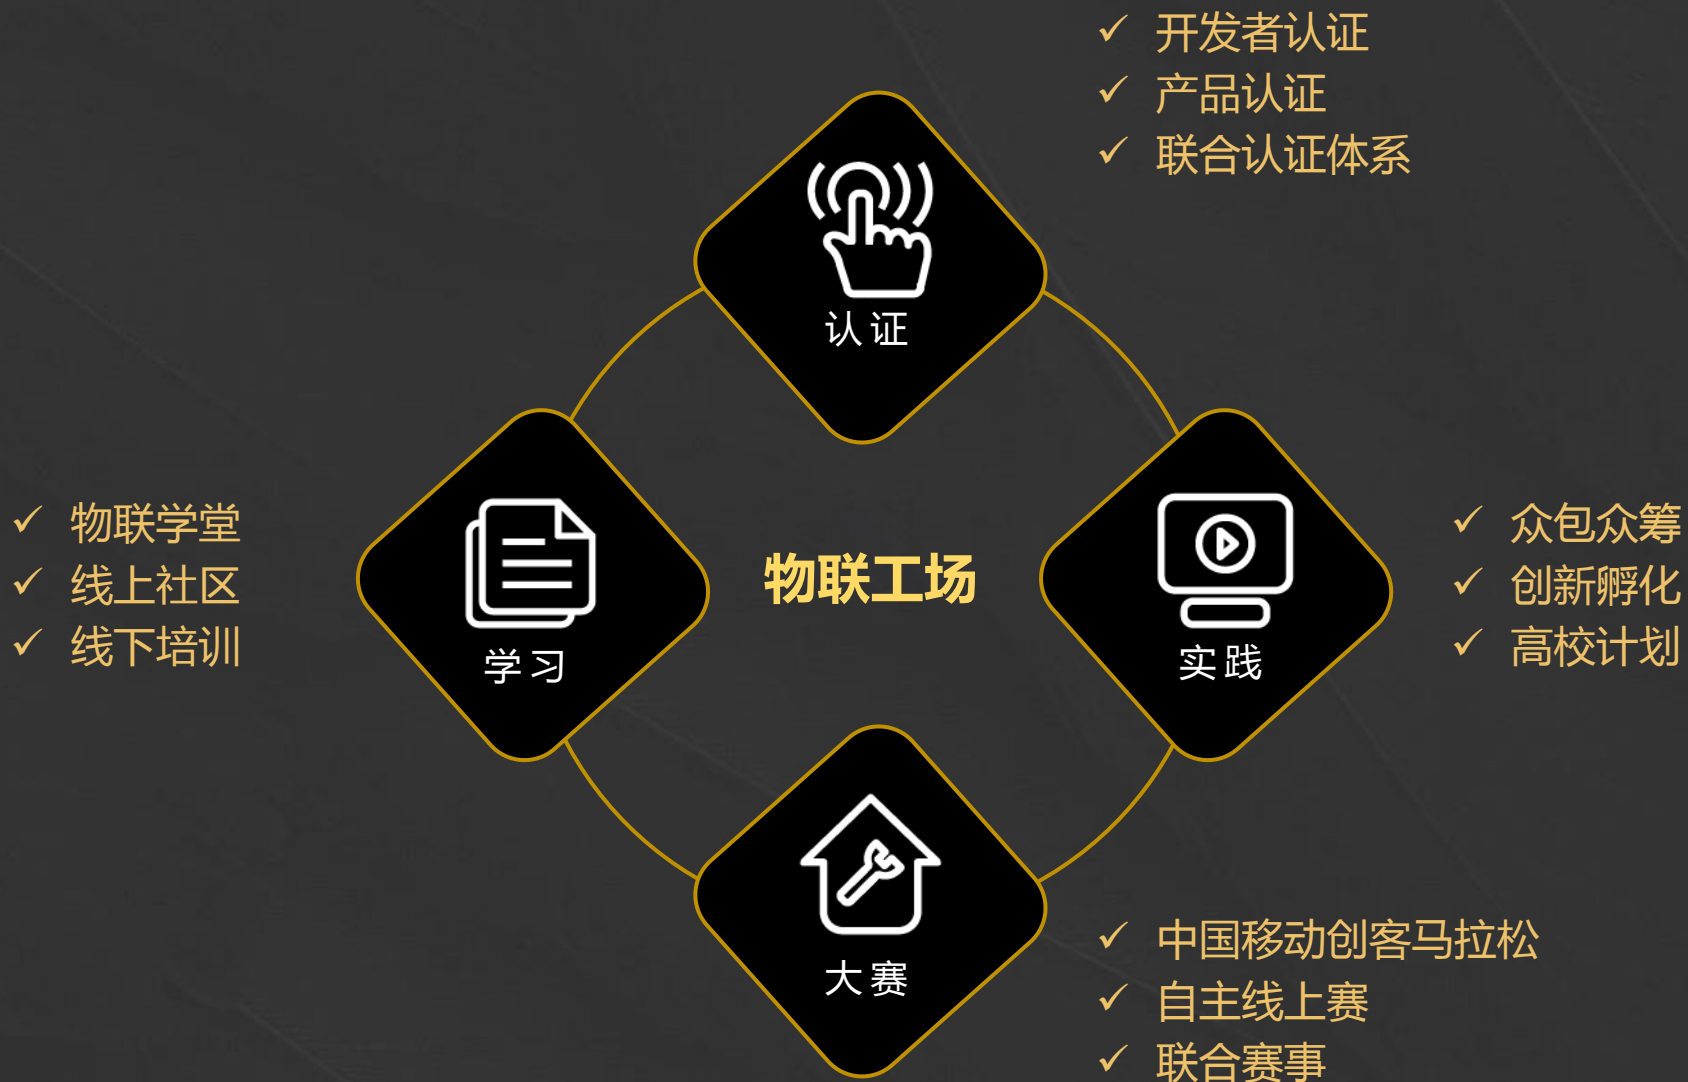 开发者认证
产品认证
联合认证体系
认证
物联学堂
线上社区
线下培训
学习
物联工场
实践
众包众筹
创新孵化
高校计划
大赛
中国移动创客马拉松
自主线上赛
联合赛事